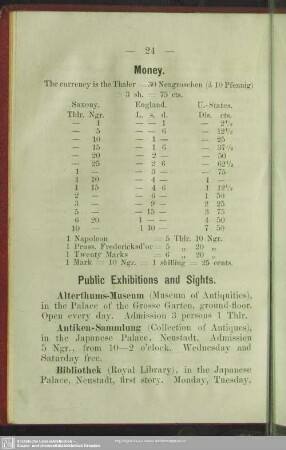 — 24 —
Money.
The currency is the Thaler = 30 Neugroschen (à 10 Pfennig)
= 3 sh. = 75 cts.
Saxony. England. U.-States.
Thlr. Ngr. L. s. d. Dls. cts.
— 1 — — 1 — 2½
— 5 — — 6 — 12½
— 10 — 1 — — 25
— 15 — 1 6 — 37½
— 20 — 2 — — 50
— 25 — 2 6 — 62½
1 — — 3 — — 75
1 10 — 4 — 1 —
1 15 — 4 6 1 12½
2 — — 6 — 1 50
3 — — 9 — 2 25
5 — — 15 — 3 75
6 20 1 — — 4 50
10 — 1 10 — 7 50
1 Napoleon = 5 Thlr. 10 Ngr.
1 Pruss. Fredericksd'or = 5 „ 20 „
1 Twenty Marks = 6 „ 20 „
1 Mark = 10 Ngr. = 1 shilling = 25 cents.
Public Exhibitions and Sights.
Alterthums-Museum (Museum of Antiquities),
in the Palace of the Grosse Garten, ground-floor.
Open every day. Admission 3 persons 1 Thlr.
Antiken-Sammlung (Collection of Antiques),
in the Japanese Palace, Neustadt. Admission
5 Ngr., from 10—2 o'clock. Wednesday and
Saturday free.
Bibliothek (Royal Library), in the Japanese
Palace, Neustadt, first story. Monday, Tuesday,